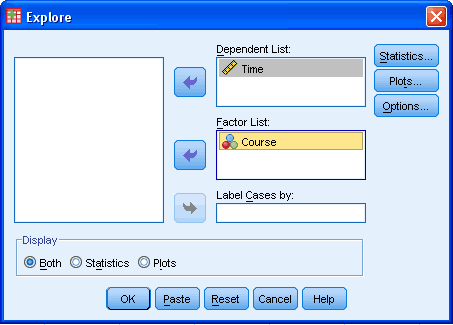 Explore
Dependent List:
Time
Statistics...
Plots...
Options...
Factor List:
Course
Label Cases by:
Display
Both
Statistics
Plots
OK
Paste
Reset
Cancel
Help